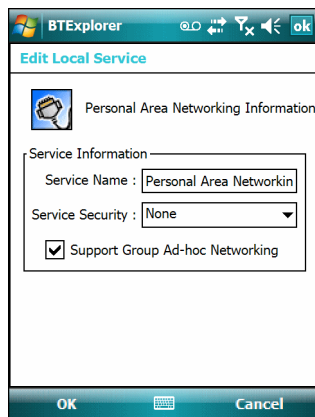 BTExplorer ok
Edit Local Service
Personal Area Networking Information
Service Information
Service Name : Personal Area Networkin
Service Security : None
Support Group Ad-hoc Networking
OK Cancel